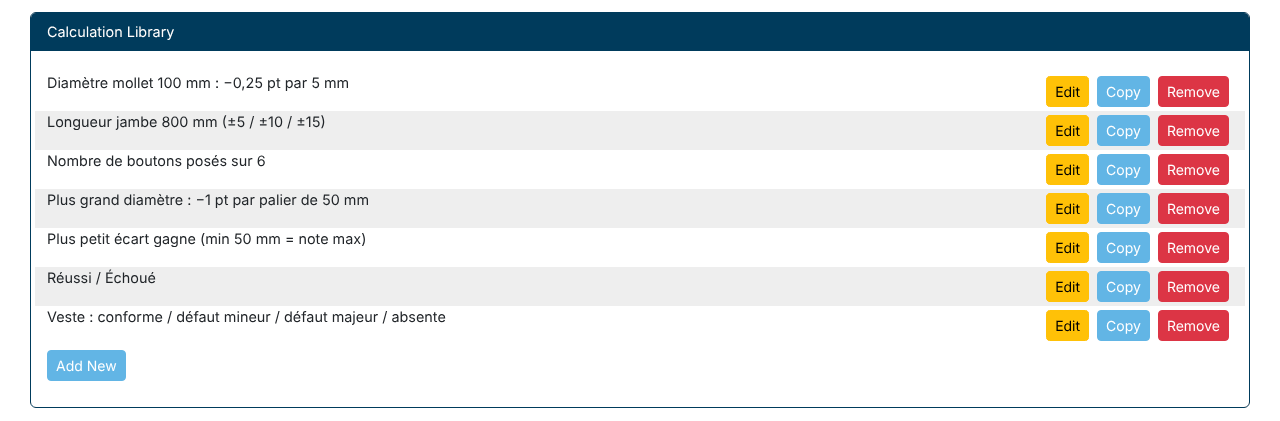 Calculation Library
Diamètre mollet 100 mm : −0,25 pt par 5 mm
Edit Copy Remove
Longueur jambe 800 mm (±5 / ±10 / ±15)
Edit Copy Remove
Nombre de boutons posés sur 6
Edit Copy Remove
Plus grand diamètre : −1 pt par palier de 50 mm
Edit Copy Remove
Plus petit écart gagne (min 50 mm = note max)
Edit Copy Remove
Réussi / Échoué
Edit Copy Remove
Veste : conforme / défaut mineur / défaut majeur / absente
Edit Copy Remove
Add New